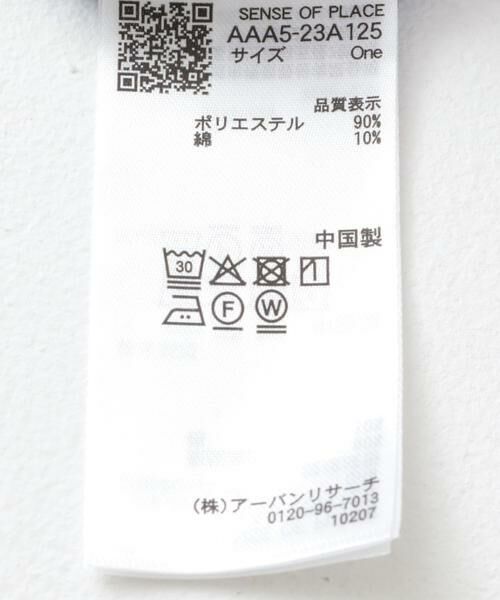 SENSE OF PLACE
AAA5-23A125
サイズ One
品質表示
ポリエステル 90%
綿 10%
中国製
30
F W
(株)アーバンリサーチ
0120-96-7013
10207